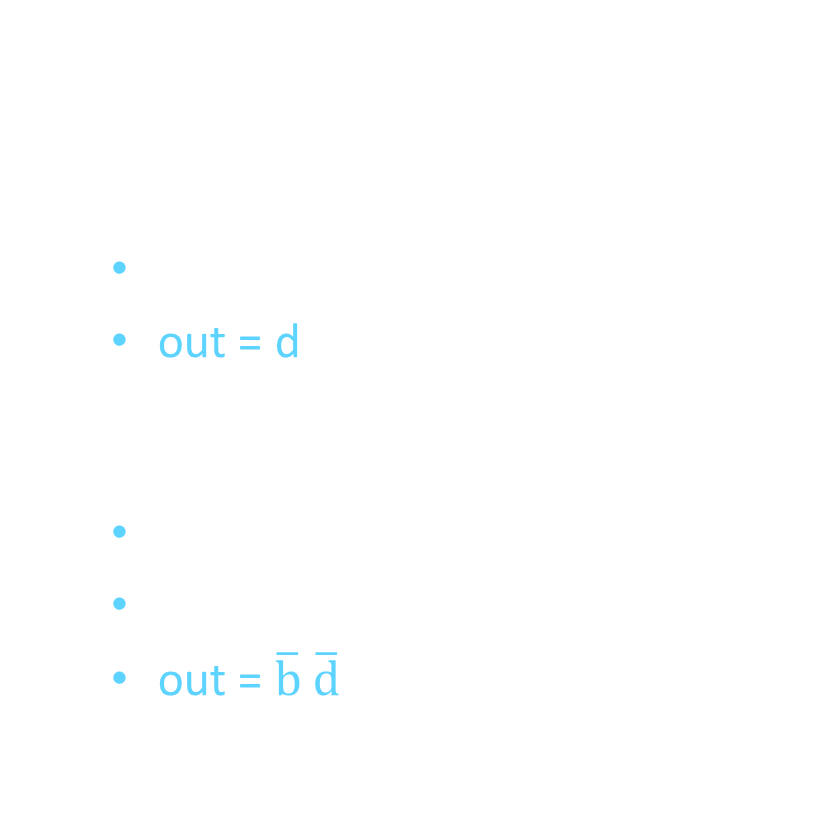 •
• out = d
•
•
• out = b̅ d̅